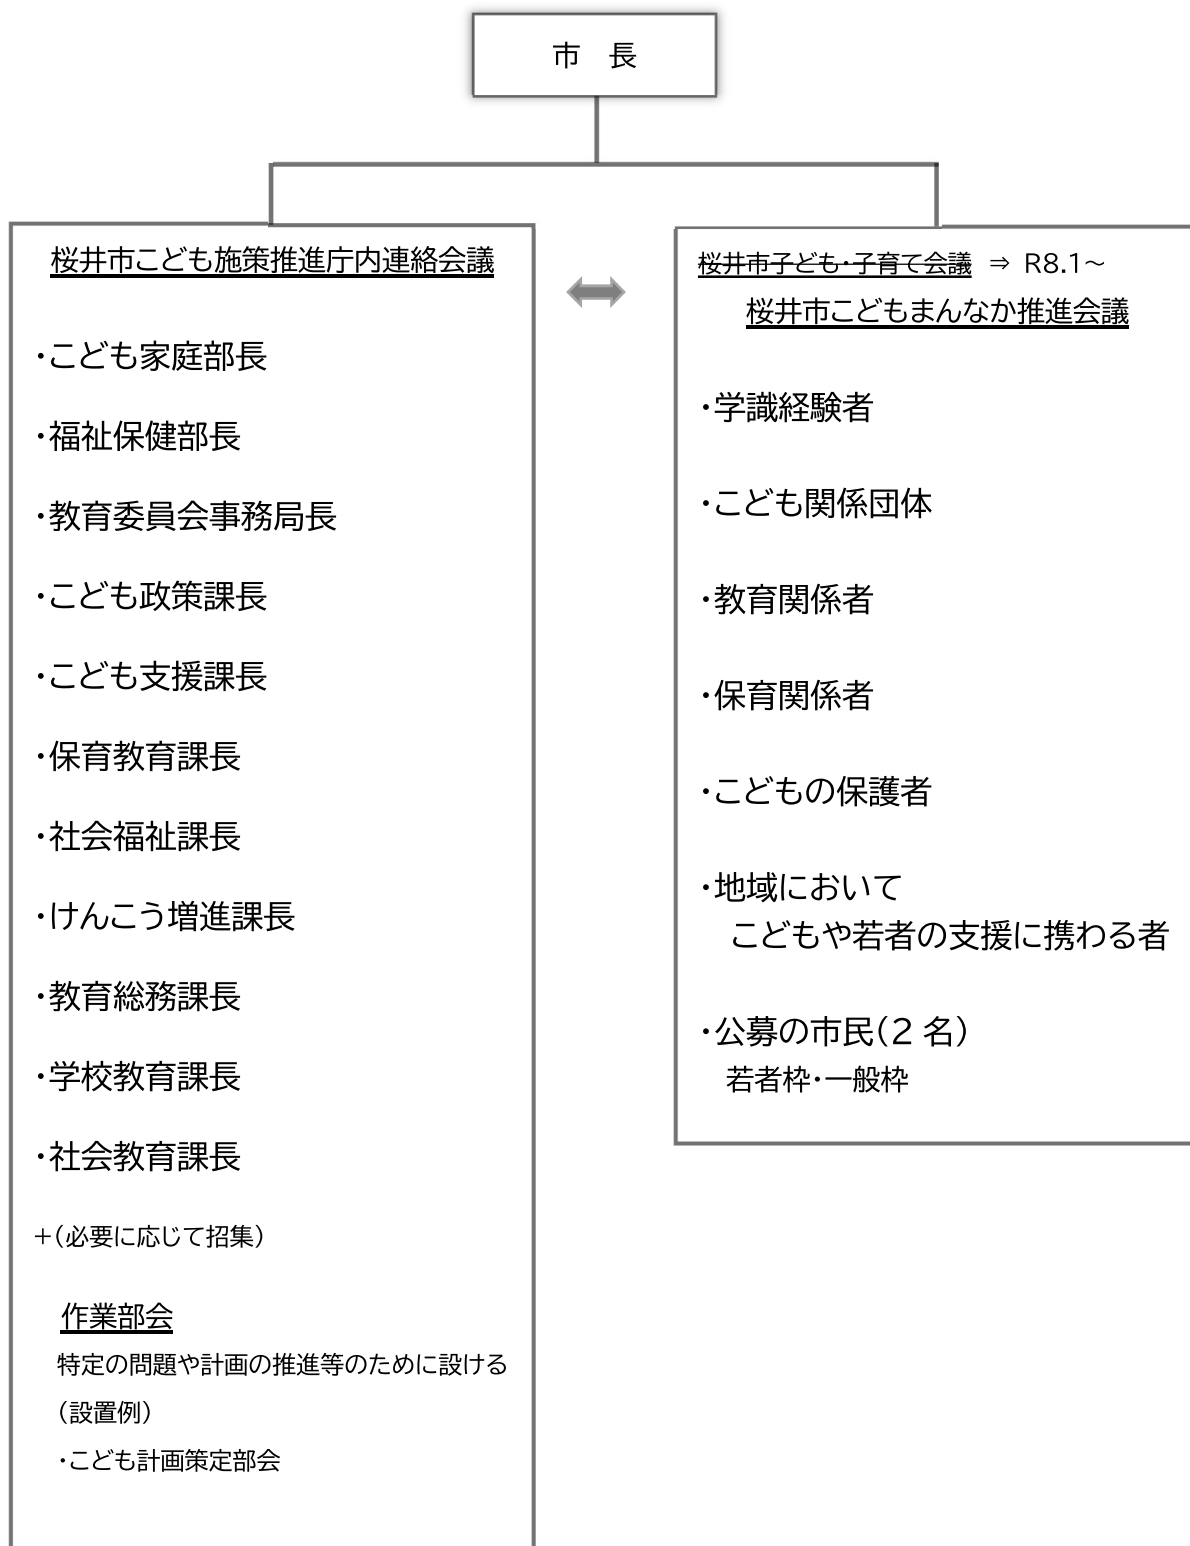 市　長
桜井市こども施策推進庁内連絡会議
・こども家庭部長
・福祉保健部長
・教育委員会事務局長
・こども政策課長
・こども支援課長
・保育教育課長
・社会福祉課長
・けんこう増進課長
・教育総務課長
・学校教育課長
・社会教育課長
＋（必要に応じて招集）
作業部会
特定の問題や計画の推進等のために設ける
（設置例）
・こども計画策定部会
桜井市子ども・子育て会議 ⇒ R8.1～
桜井市こどもまんなか推進会議
・学識経験者
・こども関係団体
・教育関係者
・保育関係者
・こどもの保護者
・地域において
こどもや若者の支援に携わる者
・公募の市民（２名）
若者枠・一般枠